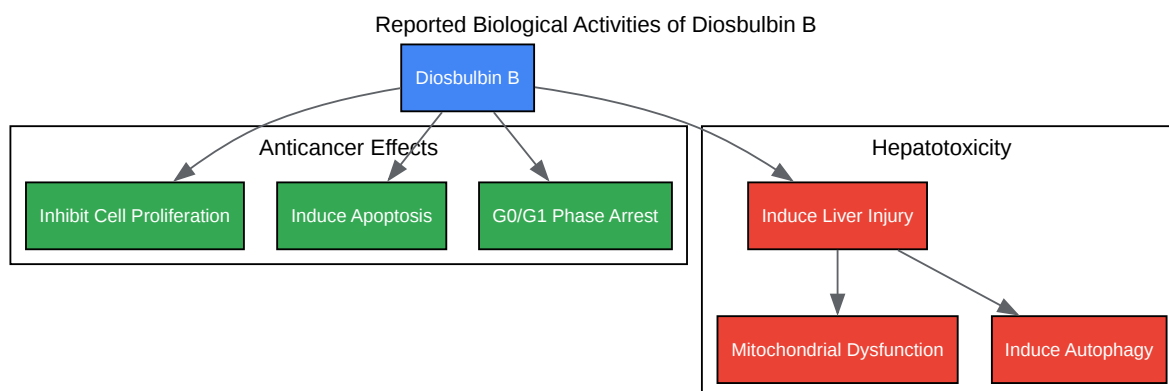 Reported Biological Activities of Diosbulbin B
Diosbulbin B
Anticancer Effects
Hepatotoxicity
Inhibit Cell Proliferation
Induce Apoptosis
G0/G1 Phase Arrest
Induce Liver Injury
Mitochondrial Dysfunction
Induce Autophagy